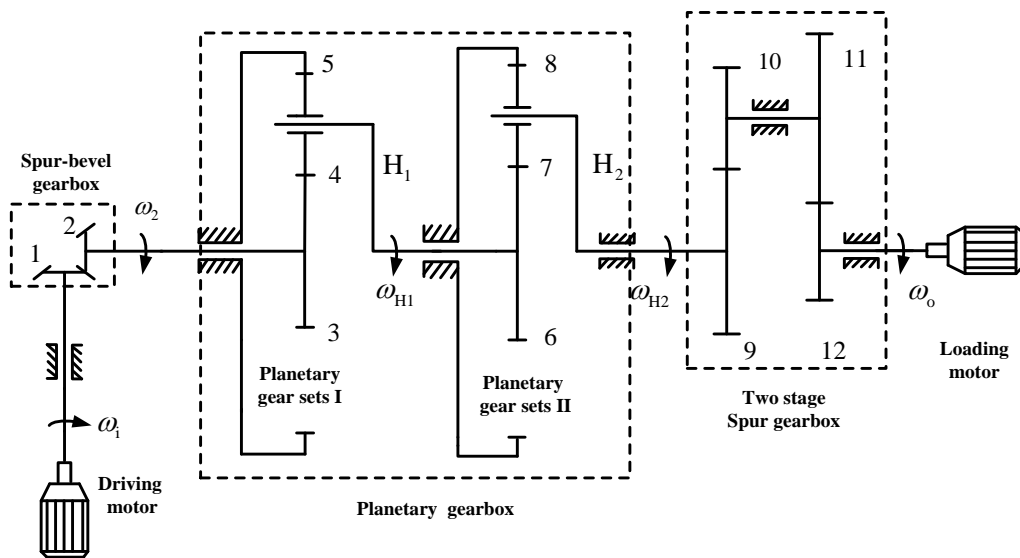 5
8
10
11
Spur-bevel
gearbox
4
H1
7
H2
2
ω2
1
ωH1
ωH2
ωo
3
6
9
12
Planetary
gear sets I
Planetary
gear sets II
Loading
motor
Two stage
Spur gearbox
ωi
Driving
motor
Planetary gearbox